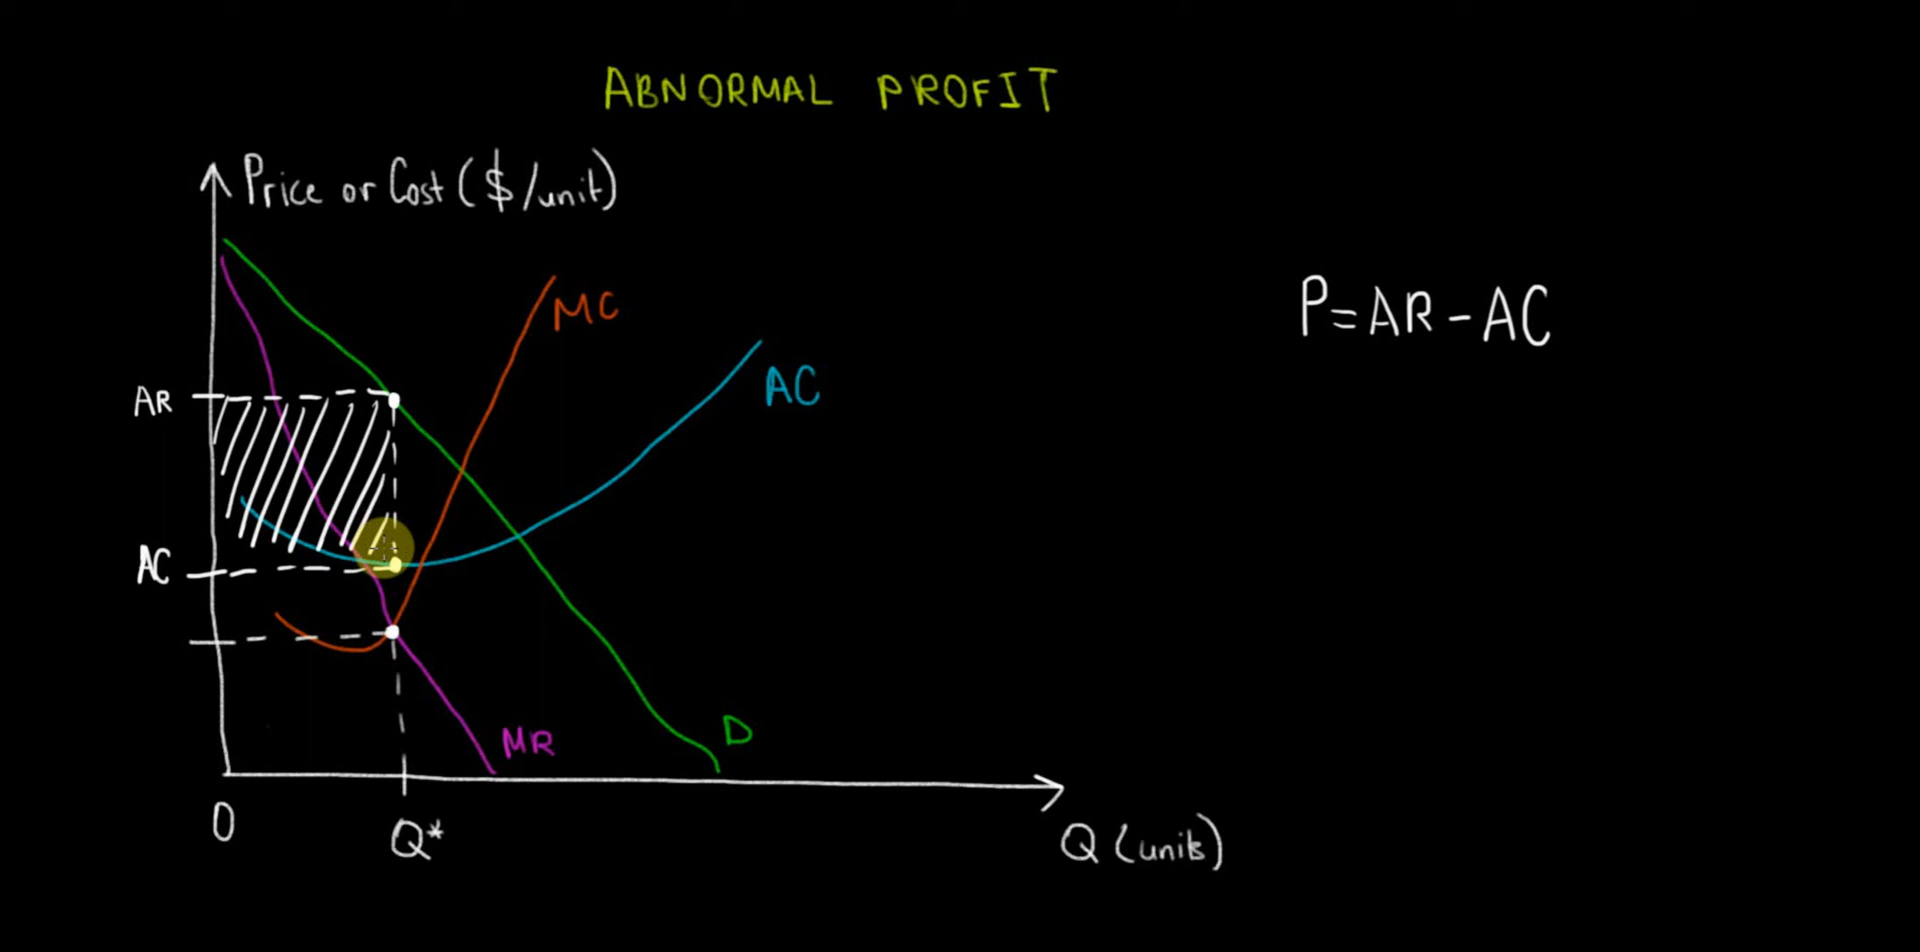 ABNORMAL PROFIT
Price or Cost ($/unit)
MC
P=AR-AC
AC
AR
AC
MR
D
0
Q*
Q (units)